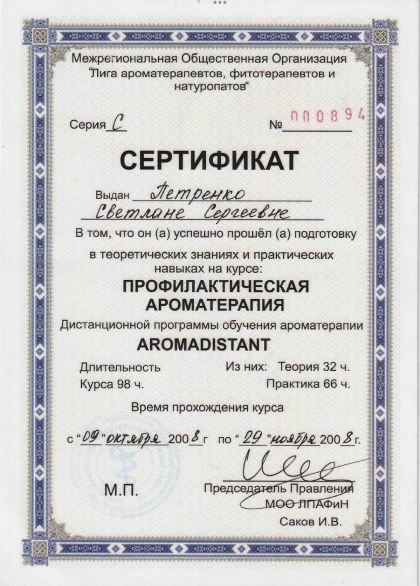 Межрегиональная Общественная Организация
"Лига ароматерапевтов, фитотерапевтов и
натуропатов"
Серия С № 000894
СЕРТИФИКАТ
Выдан Петренко
Светлане Сергеевне
В том, что он (а) успешно прошёл (а) подготовку
в теоретических знаниях и практических
навыках на курсе:
ПРОФИЛАКТИЧЕСКАЯ
АРОМАТЕРАПИЯ
Дистанционной программы обучения ароматерапии
AROMADISTANT
Длительность Из них: Теория 32 ч.
Курса 98 ч. Практика 66 ч.
Время прохождения курса
с "09" октября 2008 г по "29" ноября 2008 г.
Председатель Правления
М.П. МОО ЛПАФиН
Саков И.В.